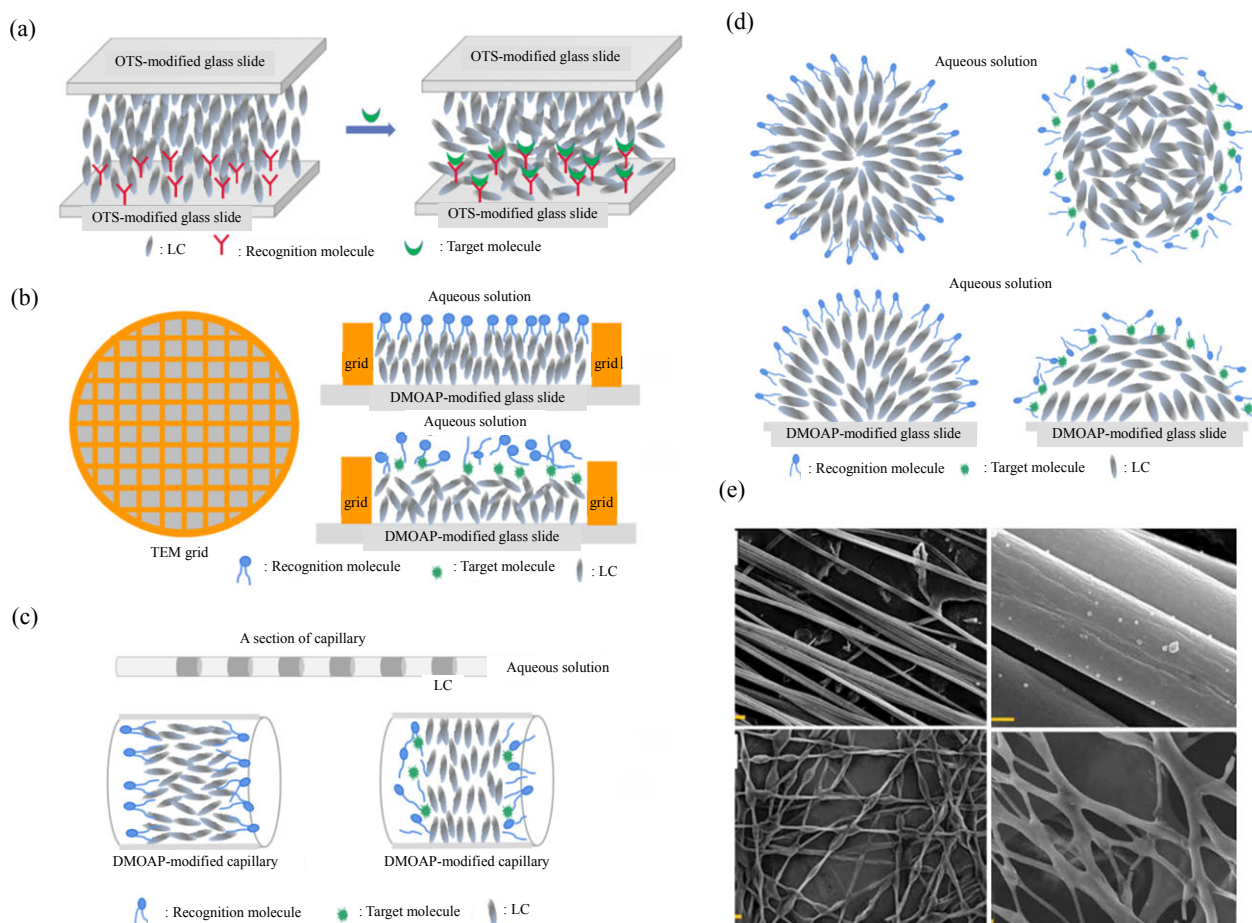 (a)
OTS-modified glass slide
OTS-modified glass slide
OTS-modified glass slide
OTS-modified glass slide
: LC
: Recognition molecule
: Target molecule
(b)
Aqueous solution
grid
grid
DMOAP-modified glass slide
Aqueous solution
grid
grid
DMOAP-modified glass slide
TEM grid
: Recognition molecule
: Target molecule
: LC
(c)
A section of capillary
Aqueous solution
LC
DMOAP-modified capillary
DMOAP-modified capillary
: Recognition molecule
: Target molecule
: LC
(d)
Aqueous solution
Aqueous solution
DMOAP-modified glass slide
DMOAP-modified glass slide
: Recognition molecule
: Target molecule
: LC
(e)